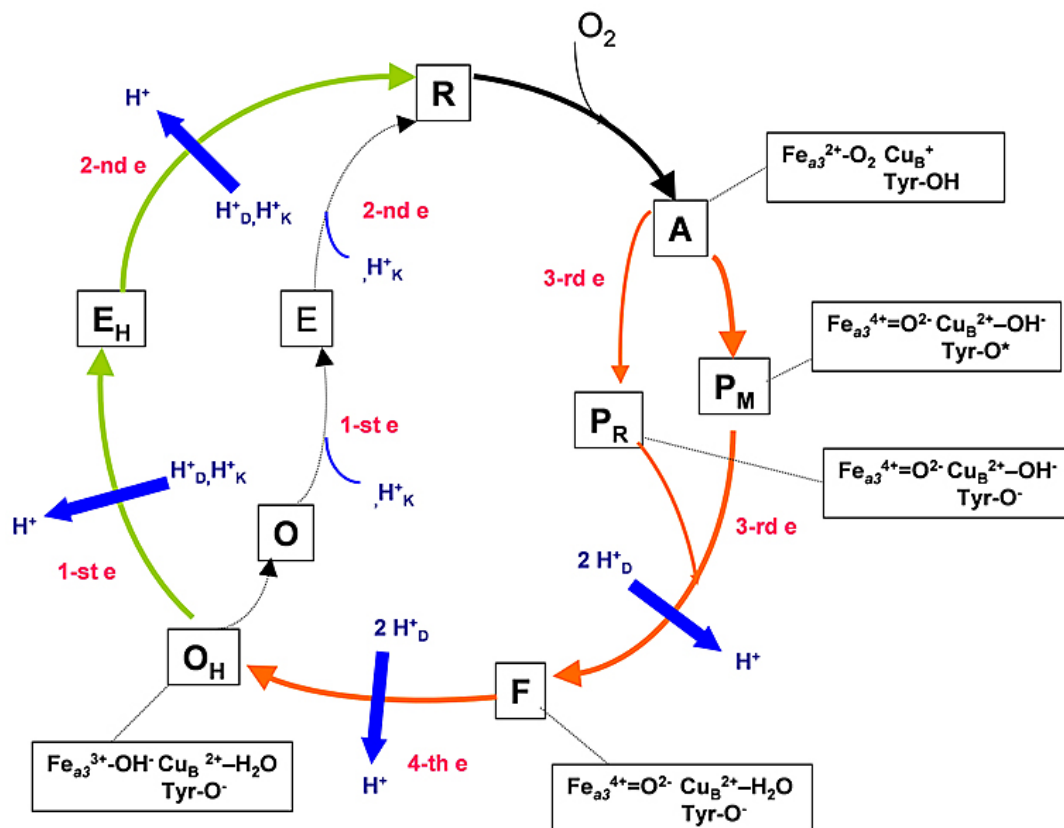 O₂
R
H⁺
2-nd e
H⁺D,H⁺K
2-nd e
,H⁺K
Feₐ₃²⁺-O₂ CuB⁺
Tyr-OH
A
3-rd e
EH
E
Feₐ₃⁴⁺=O²⁻ CuB²⁺–OH⁻
Tyr-O*
PM
PR
1-st e
H⁺D,H⁺K
,H⁺K
H⁺
Feₐ₃⁴⁺=O²⁻ CuB²⁺–OH⁻
Tyr-O⁻
O
3-rd e
1-st e
2 H⁺D
H⁺
2 H⁺D
OH
F
4-th e
H⁺
Feₐ₃³⁺-OH⁻ CuB ²⁺–H₂O
Tyr-O⁻
Feₐ₃⁴⁺=O²⁻ CuB²⁺–H₂O
Tyr-O⁻